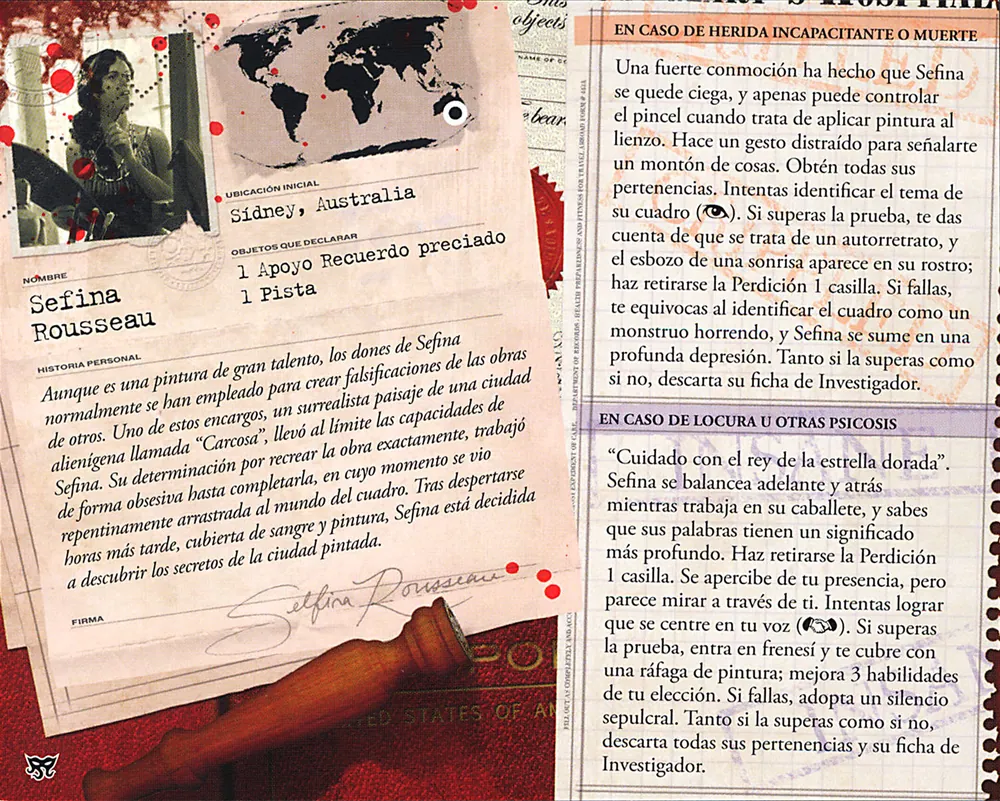 UBICACIÓN INICIAL
Sídney, Australia
OBJETOS QUE DECLARAR
1 Apoyo Recuerdo preciado
1 Pista
NOMBRE
Sefina
Rousseau
HISTORIA PERSONAL
Aunque es una pintura de gran talento, los dones de Sefina
normalmente se han empleado para crear falsificaciones de las obras
de otros. Uno de estos encargos, un surrealista paisaje de una ciudad
alienígena llamada “Carcosa”, llevó al límite las capacidades de
Sefina. Su determinación por recrear la obra exactamente, trabajó
de forma obsesiva hasta completarla, en cuyo momento se vio
repentinamente arrastrada al mundo del cuadro. Tras despertarse
horas más tarde, cubierta de sangre y pintura, Sefina está decidida
a descubrir los secretos de la ciudad pintada.
FIRMA
Selfina Rousseau
objects
NAME OF
bear
UNITED STATES OF AM
EN CASO DE HERIDA INCAPACITANTE O MUERTE
Una fuerte conmoción ha hecho que Sefina
se quede ciega, y apenas puede controlar
el pincel cuando trata de aplicar pintura al
lienzo. Hace un gesto distraído para señalarte
un montón de cosas. Obtén todas sus
pertenencias. Intentas identificar el tema de
su cuadro (). Si superas la prueba, te das
cuenta de que se trata de un autorretrato, y
el esbozo de una sonrisa aparece en su rostro;
haz retirarse la Perdición 1 casilla. Si fallas,
te equivocas al identificar el cuadro como un
monstruo horrendo, y Sefina se sume en una
profunda depresión. Tanto si la superas como
si no, descarta su ficha de Investigador.
EN CASO DE LOCURA U OTRAS PSICOSIS
“Cuidado con el rey de la estrella dorada”.
Sefina se balancea adelante y atrás
mientras trabaja en su caballete, y sabes
que sus palabras tienen un significado
más profundo. Haz retirarse la Perdición
1 casilla. Se apercibe de tu presencia, pero
parece mirar a través de ti. Intentas lograr
que se centre en tu voz (). Si superas
la prueba, entra en frenesí y te cubre con
una ráfaga de pintura; mejora 3 habilidades
de tu elección. Si fallas, adopta un silencio
sepulcral. Tanto si la superas como si no,
descarta todas sus pertenencias y su ficha de
Investigador.